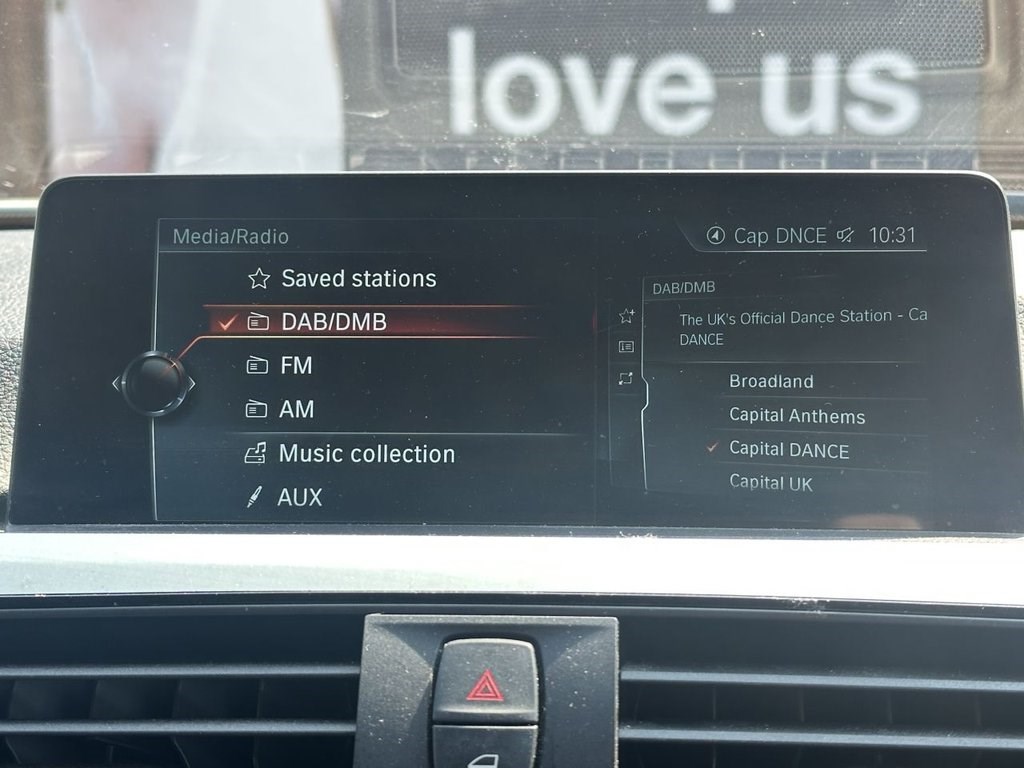 love us
Media/Radio
Cap DNCE 10:31
Saved stations
DAB/DMB
FM
AM
Music collection
AUX
DAB/DMB
The UK's Official Dance Station - Ca
DANCE
Broadland
Capital Anthems
Capital DANCE
Capital UK